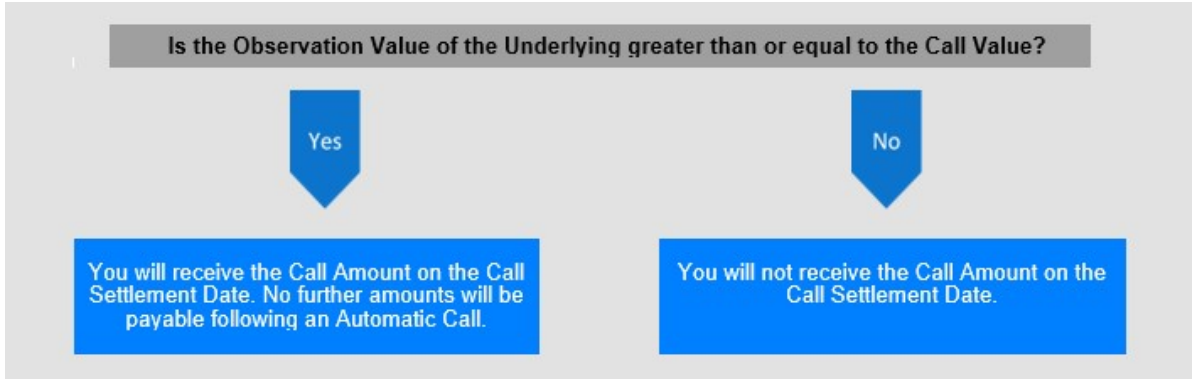 Is the Observation Value of the Underlying greater than or equal to the Call Value?
Yes
No
You will receive the Call Amount on the Call
Settlement Date. No further amounts will be
payable following an Automatic Call.
You will not receive the Call Amount on the
Call Settlement Date.